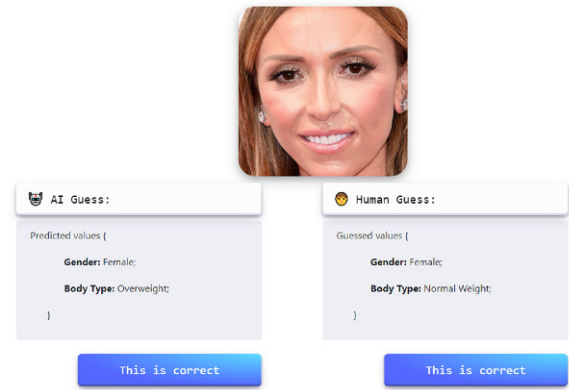 AI Guess:
Human Guess:
Predicted values {
Gender: Female;
Body Type: Overweight;
}
Guessed values {
Gender: Female;
Body Type: Normal Weight;
}
This is correct
This is correct